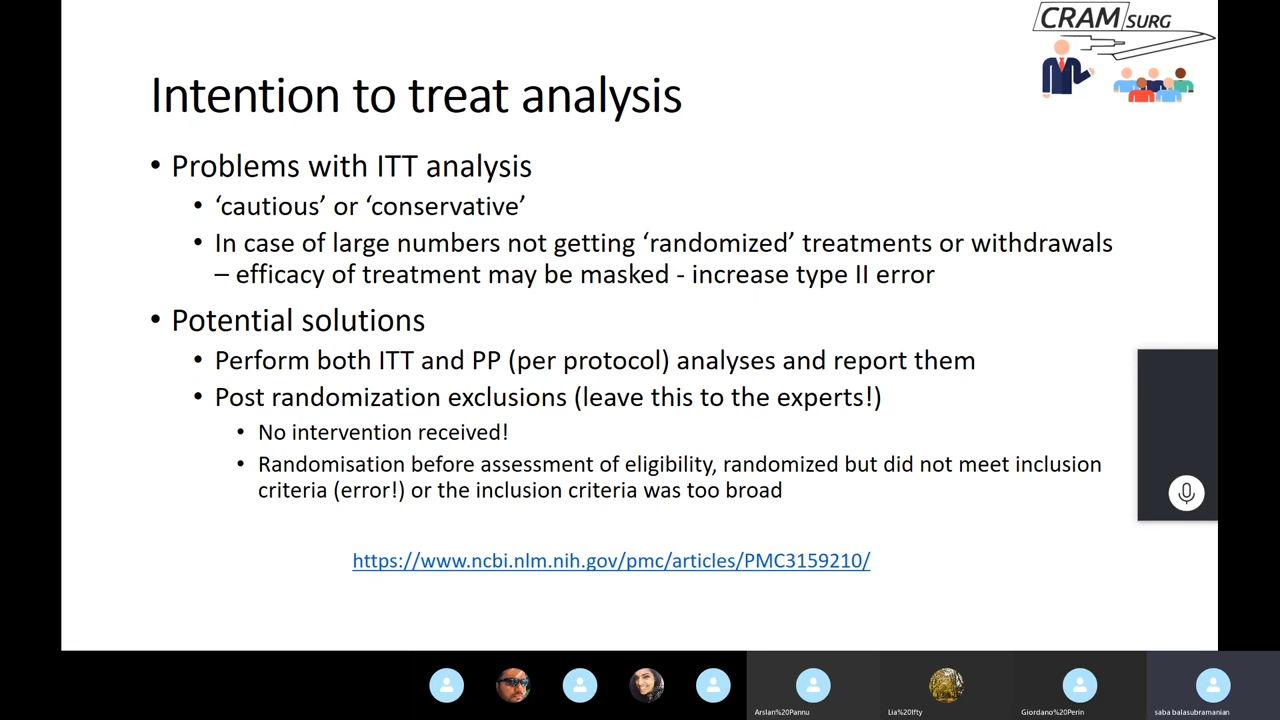 CRAMSURG
Intention to treat analysis
• Problems with ITT analysis
• ‘cautious’ or ‘conservative’
• In case of large numbers not getting ‘randomized’ treatments or withdrawals
– efficacy of treatment may be masked - increase type II error
• Potential solutions
• Perform both ITT and PP (per protocol) analyses and report them
• Post randomization exclusions (leave this to the experts!)
• No intervention received!
• Randomisation before assessment of eligibility, randomized but did not meet inclusion
criteria (error!) or the inclusion criteria was too broad
https://www.ncbi.nlm.nih.gov/pmc/articles/PMC3159210/
Arslan%20Pannu
Lia%20Ifty
Giordano%20Perin
saba balasubramanian